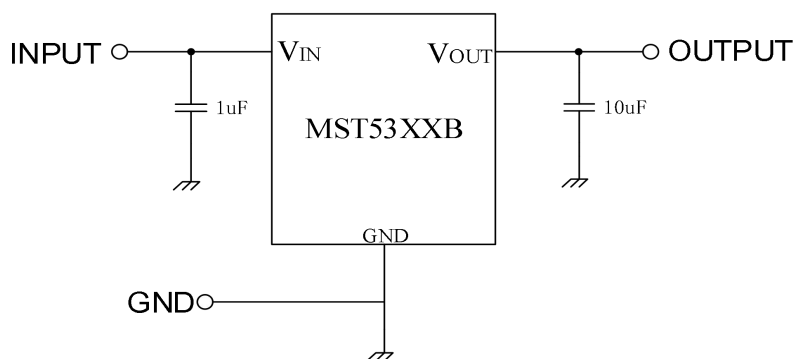 INPUT
VIN
VOUT
OUTPUT
1uF
MST53XXB
10uF
GND
GND